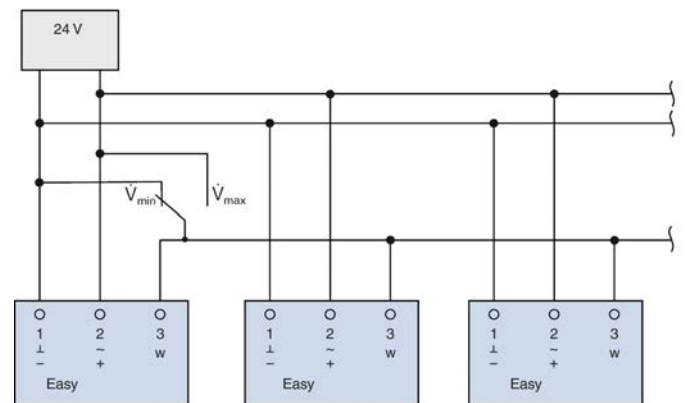 24 V
V̇min V̇max
1 2 3
⊥ ~ w
− +
Easy
1 2 3
⊥ ~ w
− +
Easy
1 2 3
⊥ ~ w
− +
Easy